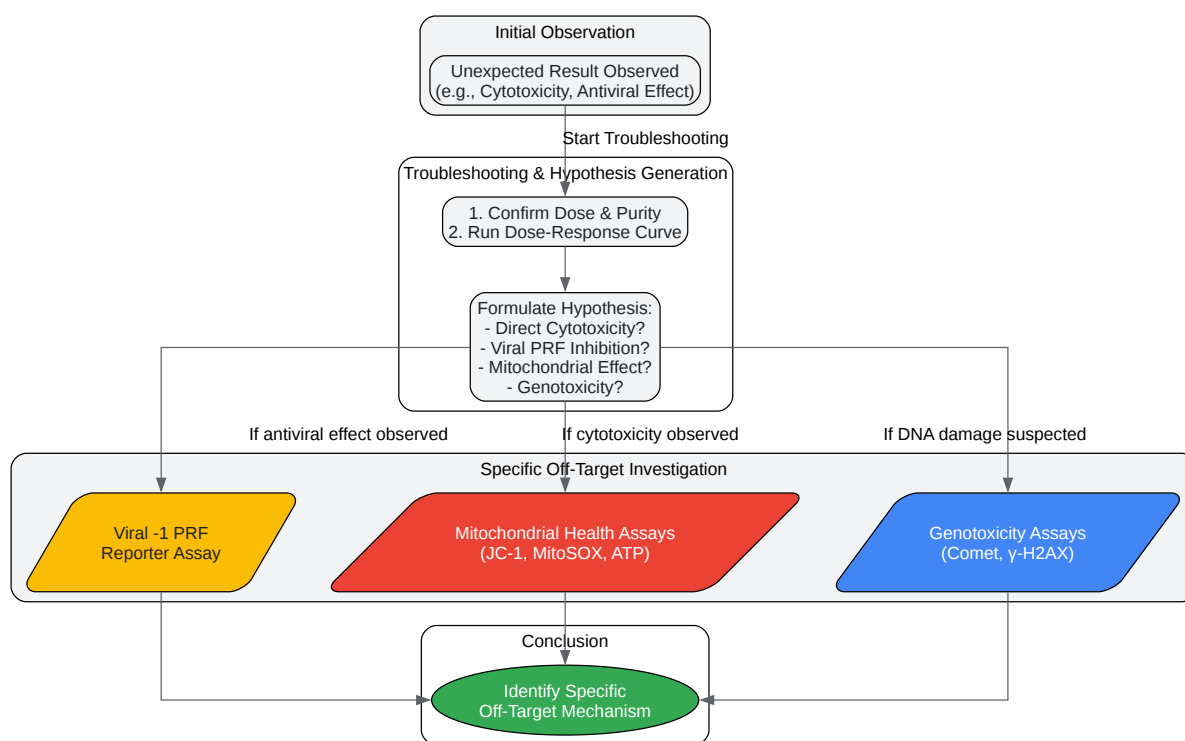 Initial Observation
Unexpected Result Observed
(e.g., Cytotoxicity, Antiviral Effect)
Start Troubleshooting
Troubleshooting & Hypothesis Generation
1. Confirm Dose & Purity
2. Run Dose-Response Curve
Formulate Hypothesis:
- Direct Cytotoxicity?
- Viral PRF Inhibition?
- Mitochondrial Effect?
- Genotoxicity?
If antiviral effect observed
If cytotoxicity observed
If DNA damage suspected
Specific Off-Target Investigation
Viral -1 PRF
Reporter Assay
Mitochondrial Health Assays
(JC-1, MitoSOX, ATP)
Genotoxicity Assays
(Comet, γ-H2AX)
Conclusion
Identify Specific
Off-Target Mechanism